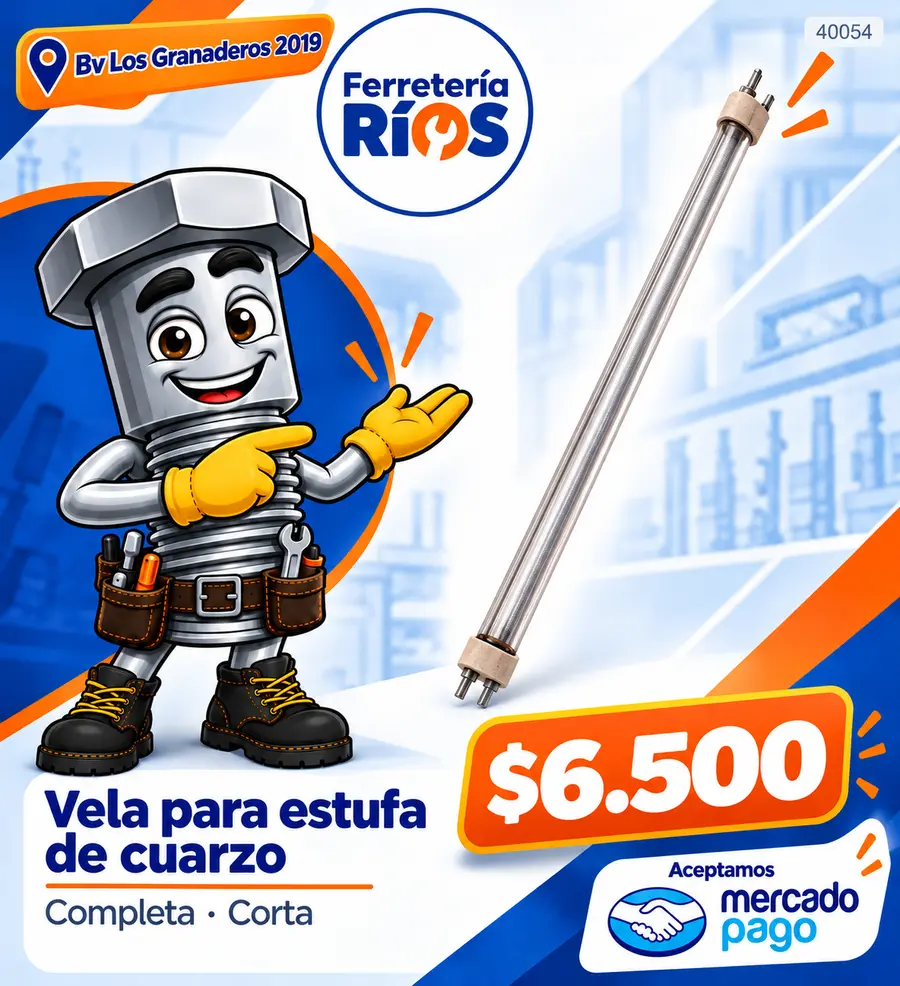 Bv Los Granaderos 2019
Ferretería
RÍOS
40054
$6.500
Vela para estufa
de cuarzo
Completa · Corta
Aceptamos
mercado
pago